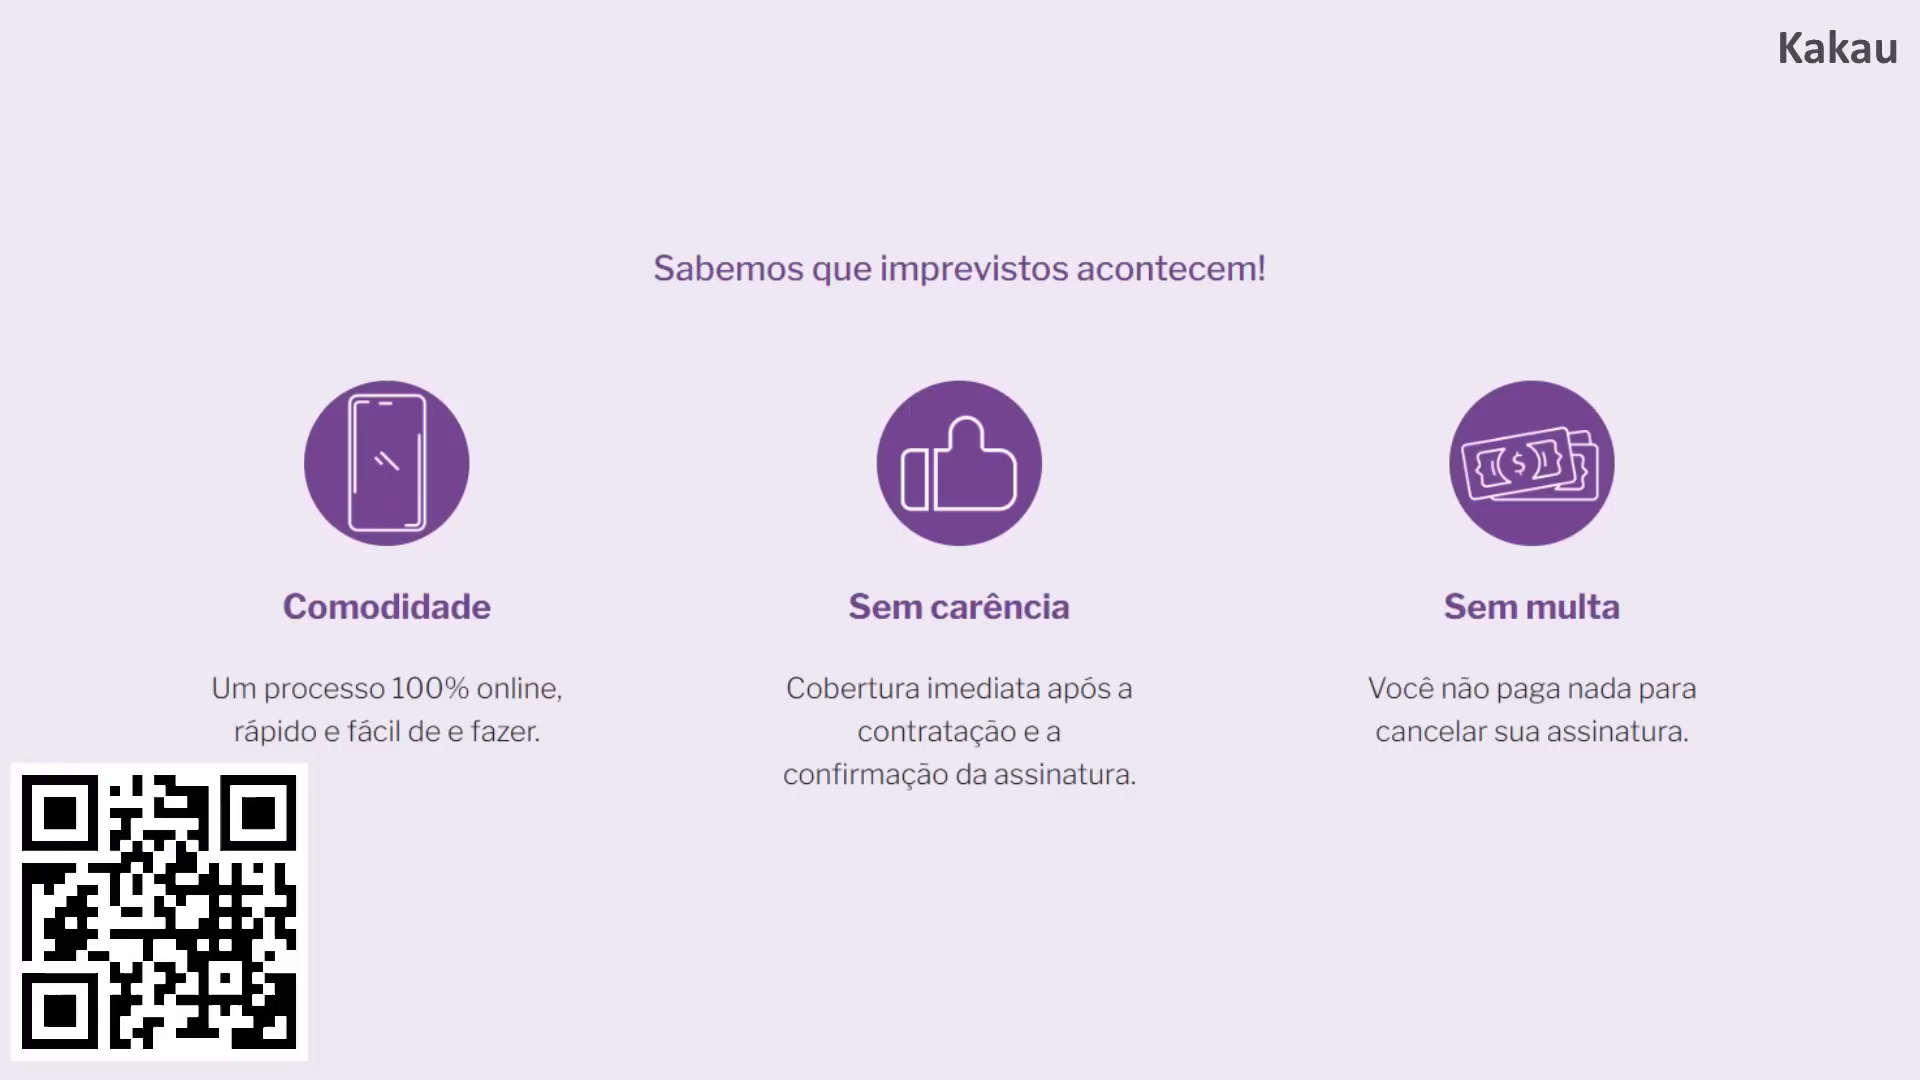 Kakau
Sabemos que imprevistos acontecem!
Comodidade
Um processo 100% online,
rápido e fácil de e fazer.
Sem carência
Cobertura imediata após a
contratação e a
confirmação da assinatura.
Sem multa
Você não paga nada para
cancelar sua assinatura.